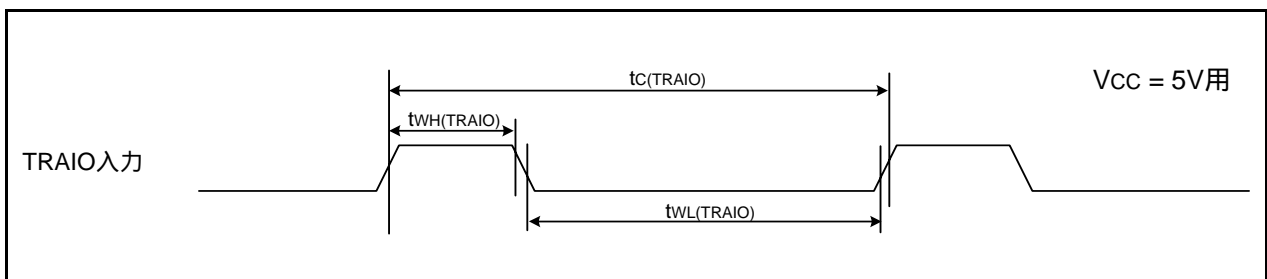 tC(TRAIO)
VCC = 5V用
tWH(TRAIO)
TRAIO入力
tWL(TRAIO)